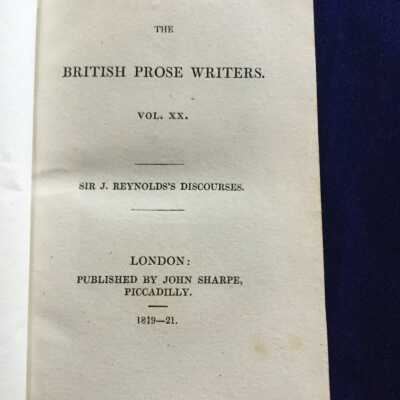 THE
BRITISH PROSE WRITERS.
VOL. XX.
SIR J. REYNOLDS'S DISCOURSES.
LONDON:
PUBLISHED BY JOHN SHARPE,
PICCADILLY.
1819—21.